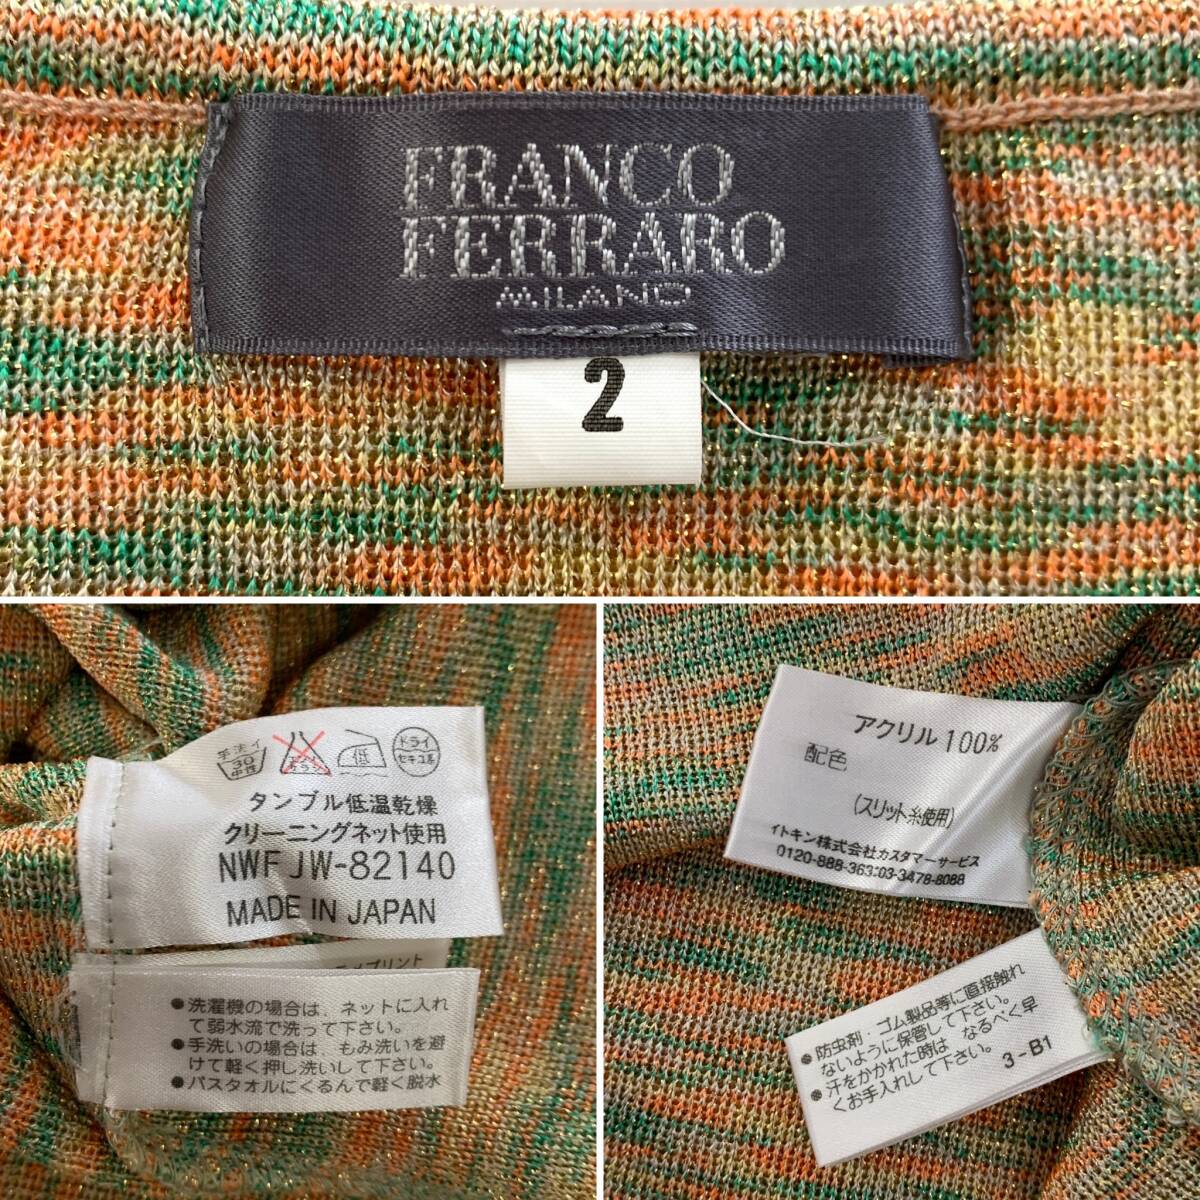 FRANCO
FERRARO
MILANO
2
手洗イ
30
中性
ハ
低
ドライ
セキユ系
タンブル低温乾燥
クリーニングネット使用
NWF JW-82140
MADE IN JAPAN
プリント
●洗濯機の場合は、ネットに入れ
て弱水流で洗って下さい。
●手洗いの場合は、もみ洗いを避
けて軽く押し洗いして下さい。
●バスタオルにくるんで軽く脱水
アクリル100%
配色
(スリット糸使用)
イトキン株式会社カスタマーサービス
0120-888-363:03-3478-8088
●防虫剤:ゴム製品等に直接触れ
ないように保管して下さい。
●汗をかかれた時は なるべく早
くお手入れして下さい。
3-B1